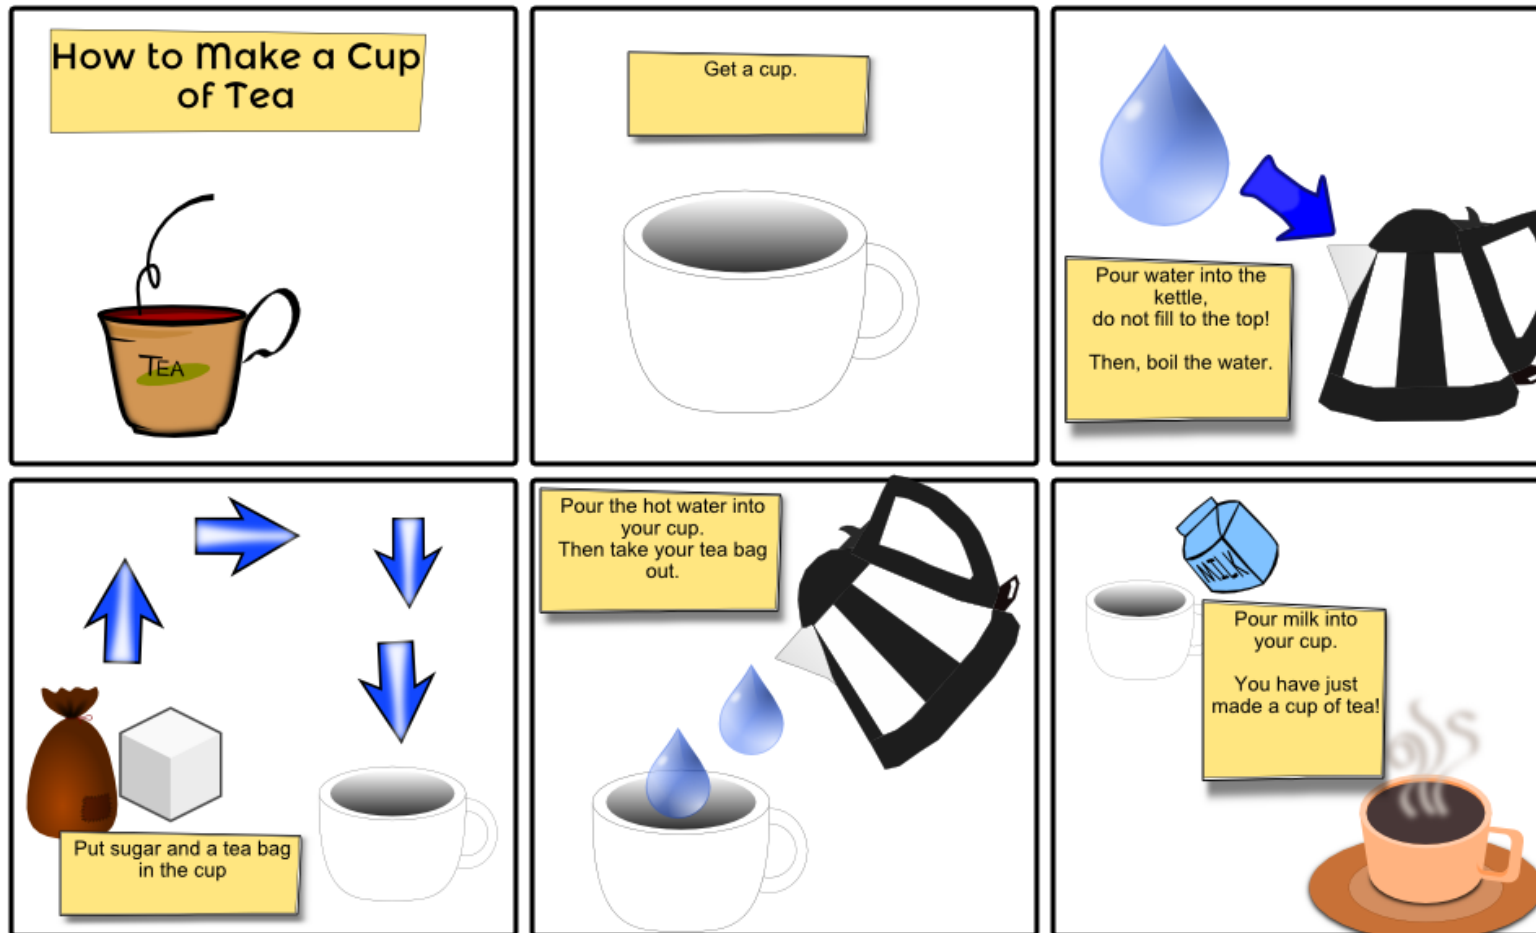 How to Make a Cup
of Tea
TEA
Get a cup.
Pour water into the
kettle,
do not fill to the top!
Then, boil the water.
Put sugar and a tea bag
in the cup
Pour the hot water into
your cup.
Then take your tea bag
out.
MILK
Pour milk into
your cup.
You have just
made a cup of tea!